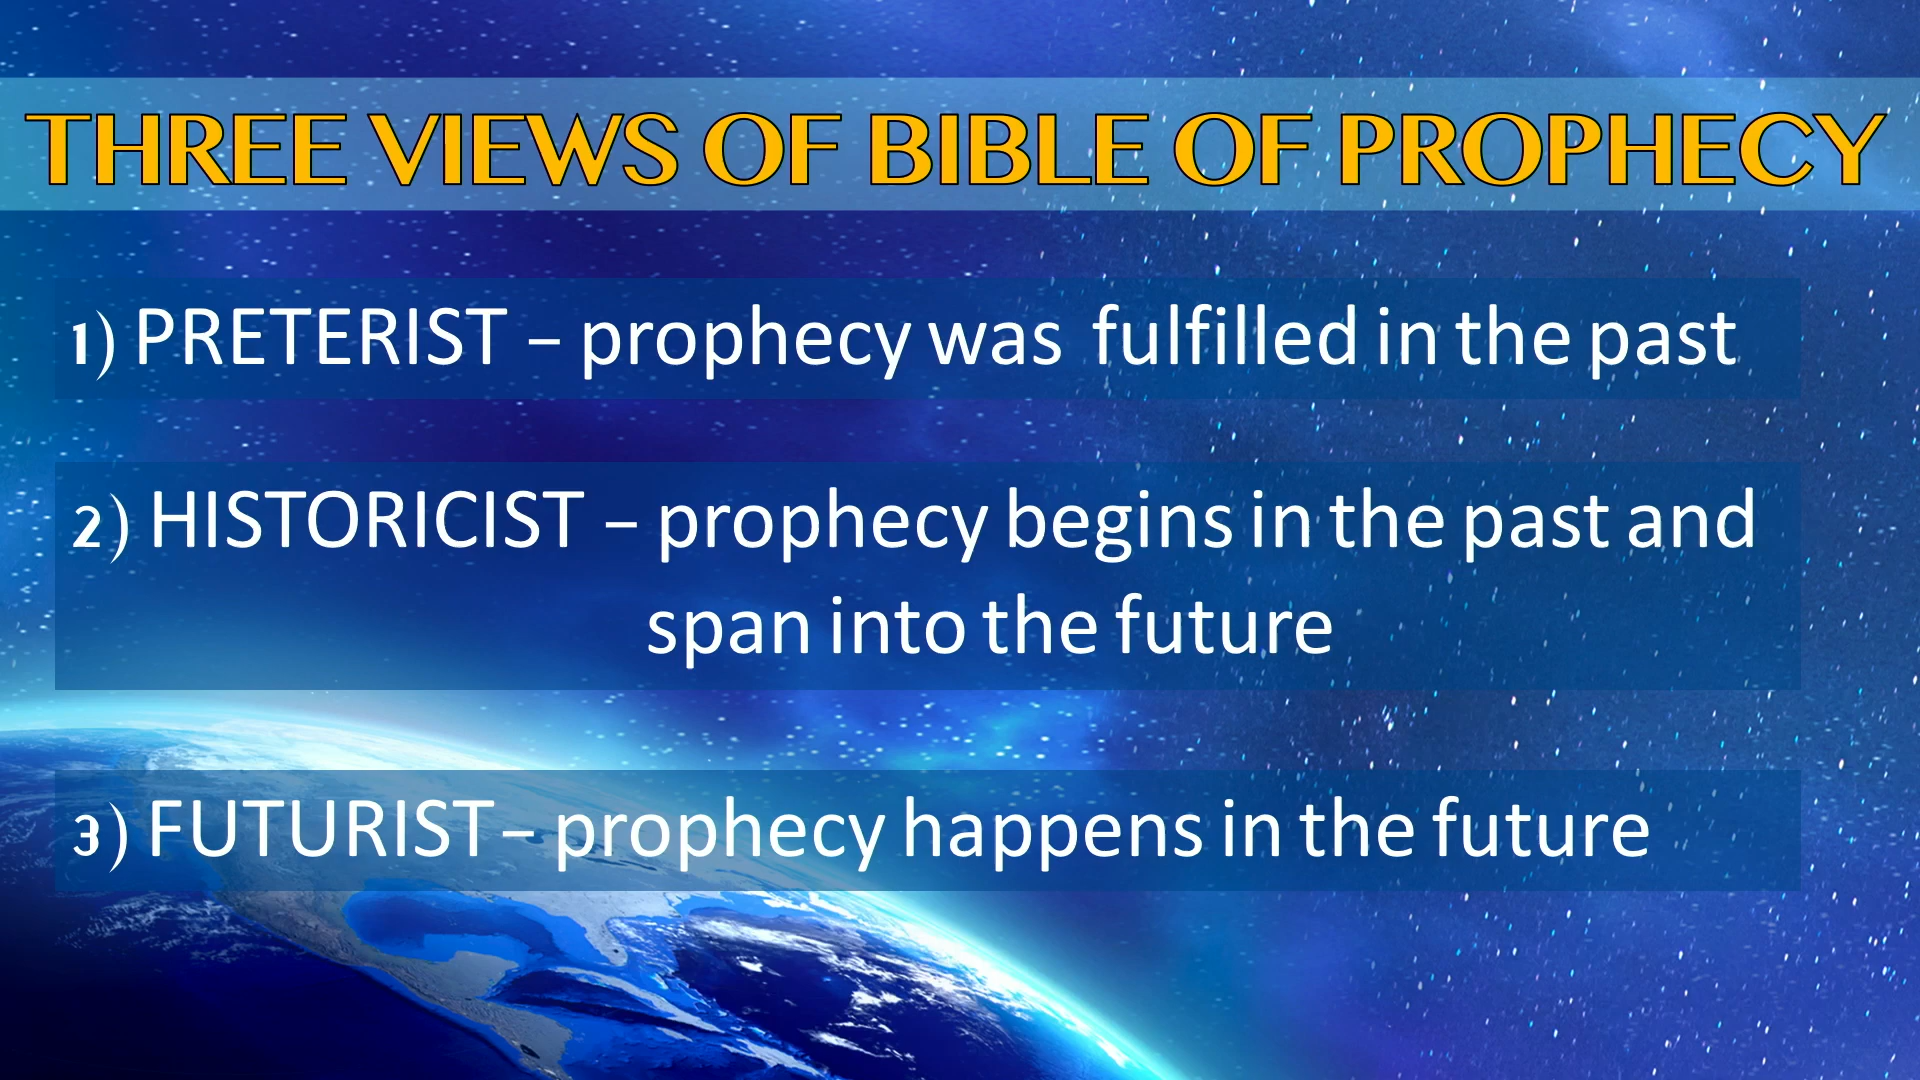 THREE VIEWS OF BIBLE OF PROPHECY
1) PRETERIST – prophecy was fulfilled in the past
2) HISTORICIST – prophecy begins in the past and
span into the future
3) FUTURIST – prophecy happens in the future